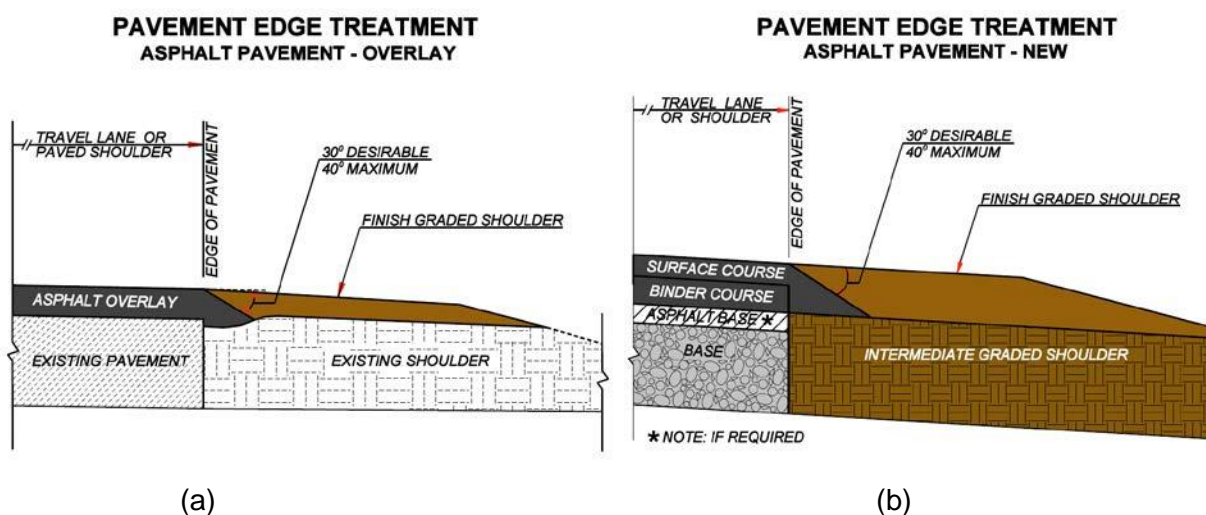 PAVEMENT EDGE TREATMENT
ASPHALT PAVEMENT - OVERLAY
TRAVEL LANE OR
PAVED SHOULDER
EDGE OF PAVEMENT
30° DESIRABLE
40° MAXIMUM
FINISH GRADED SHOULDER
ASPHALT OVERLAY
EXISTING PAVEMENT
EXISTING SHOULDER
(a)
PAVEMENT EDGE TREATMENT
ASPHALT PAVEMENT - NEW
TRAVEL LANE
OR SHOULDER
EDGE OF PAVEMENT
30° DESIRABLE
40° MAXIMUM
FINISH GRADED SHOULDER
SURFACE COURSE
BINDER COURSE
ASPHALT BASE *
BASE
INTERMEDIATE GRADED SHOULDER
* NOTE: IF REQUIRED
(b)